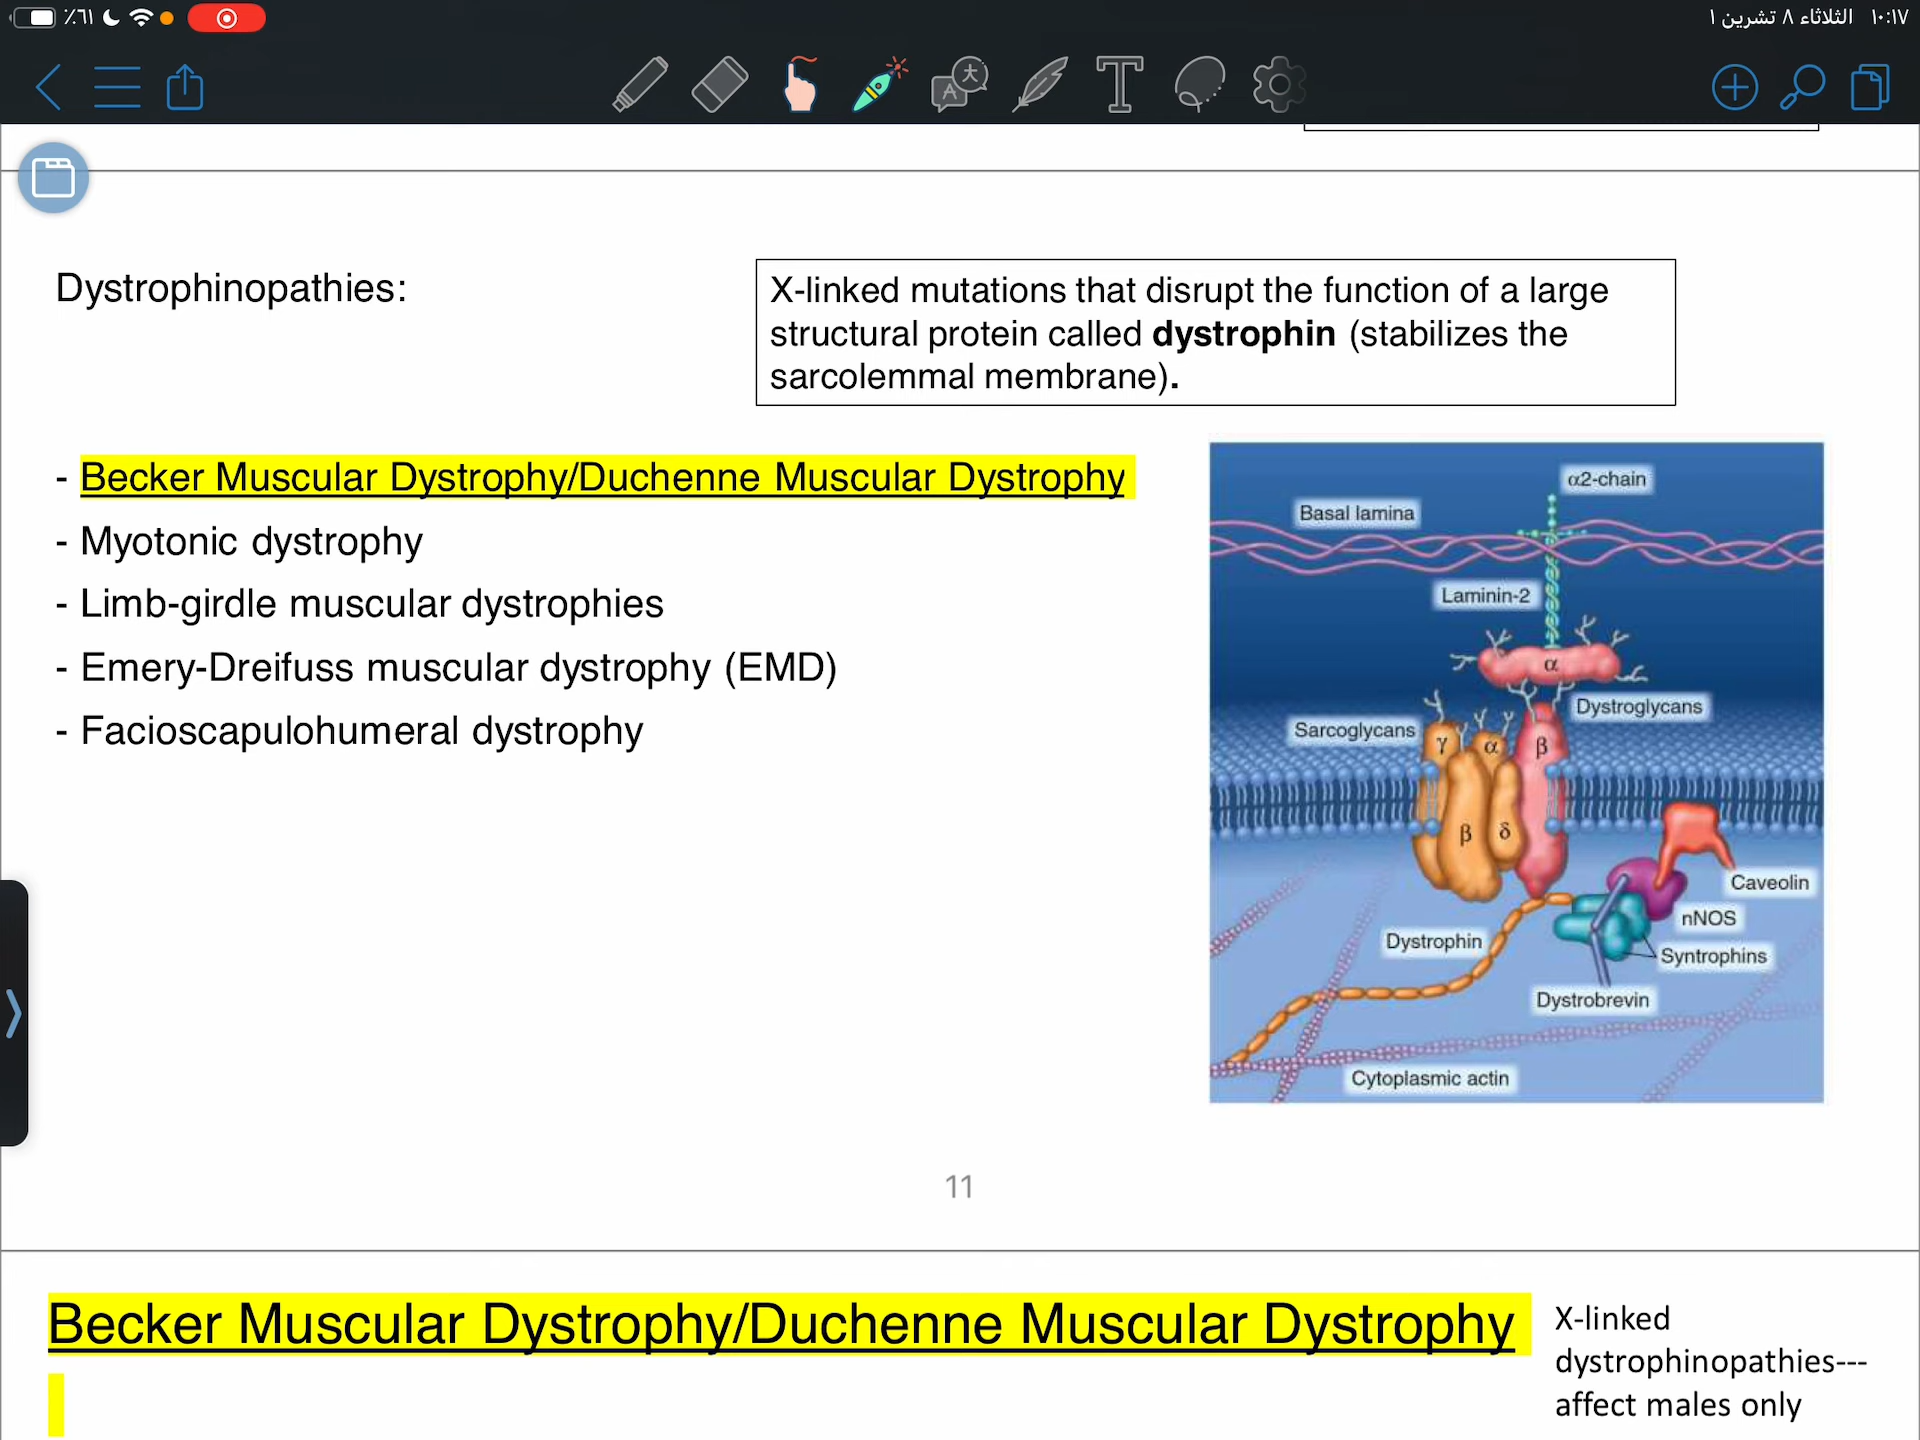 ٪٦١
الثلاثاء ٨ تشرين ١ ١٠:١٧
Dystrophinopathies:
X-linked mutations that disrupt the function of a large
structural protein called dystrophin (stabilizes the
sarcolemmal membrane).
- Becker Muscular Dystrophy/Duchenne Muscular Dystrophy
- Myotonic dystrophy
- Limb-girdle muscular dystrophies
- Emery-Dreifuss muscular dystrophy (EMD)
- Facioscapulohumeral dystrophy
α2-chain
Basal lamina
Laminin-2
α
Dystroglycans
Sarcoglycans
γ α β
β δ
Caveolin
nNOS
Dystrophin
Syntrophins
Dystrobrevin
Cytoplasmic actin
11
Becker Muscular Dystrophy/Duchenne Muscular Dystrophy
X-linked
dystrophinopathies---
affect males only